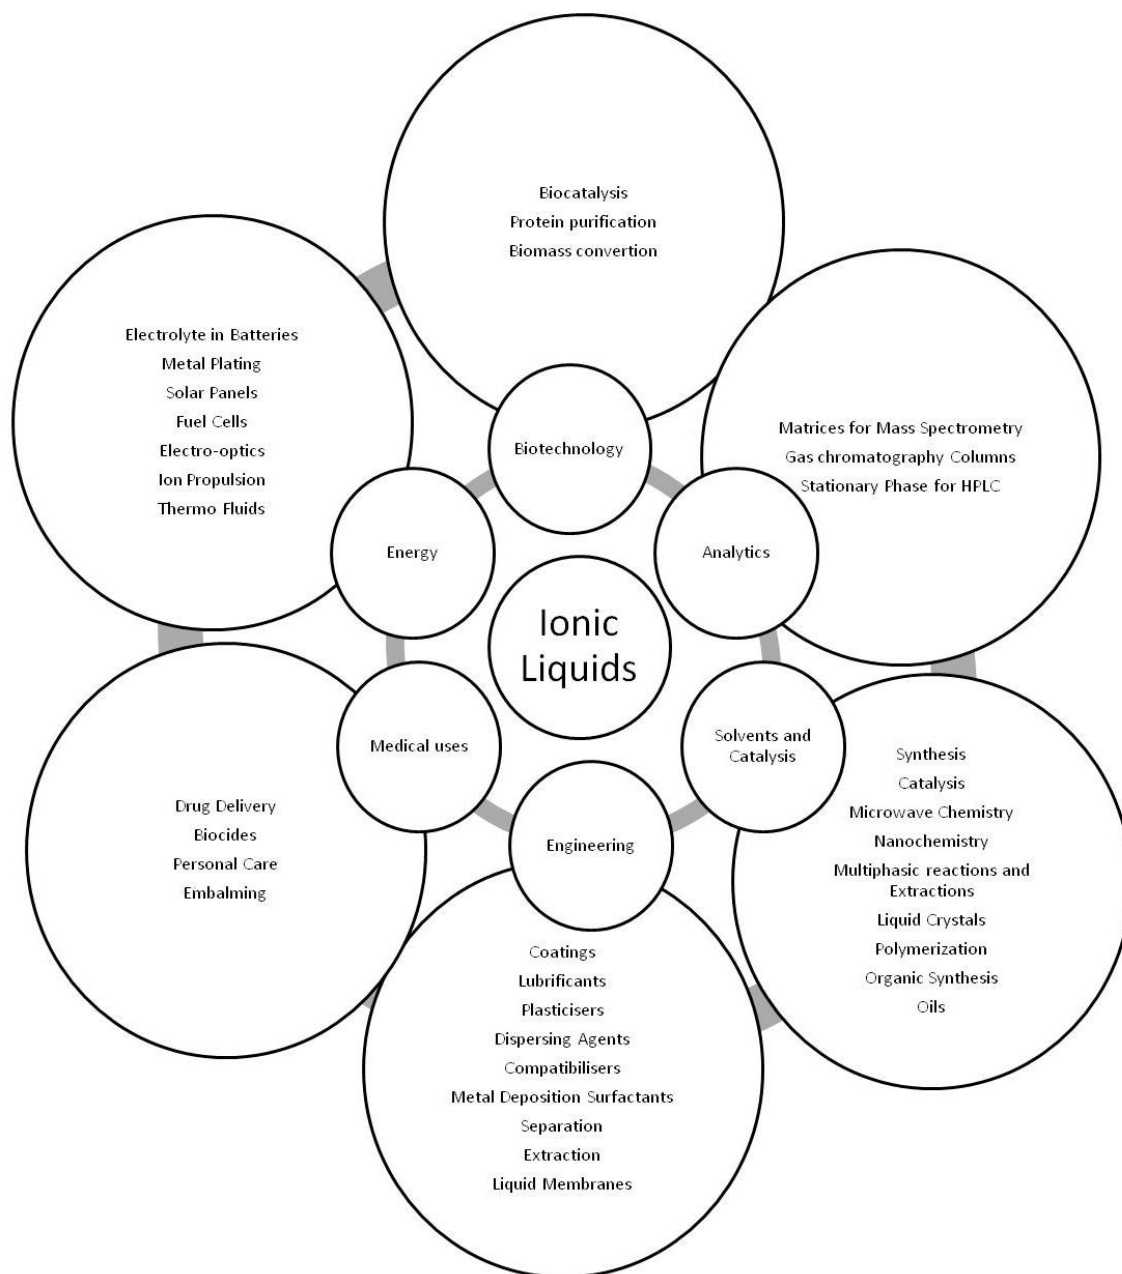 Biocatalysis
Protein purification
Biomass convertion
Electrolyte in Batteries
Metal Plating
Solar Panels
Fuel Cells
Electro-optics
Ion Propulsion
Thermo Fluids
Matrices for Mass Spectrometry
Gas chromatography Columns
Stationary Phase for HPLC
Biotechnology
Energy
Analytics
Ionic
Liquids
Medical uses
Solvents and
Catalysis
Engineering
Drug Delivery
Biocides
Personal Care
Embalming
Synthesis
Catalysis
Microwave Chemistry
Nanochemistry
Multiphasic reactions and
Extractions
Liquid Crystals
Polymerization
Organic Synthesis
Oils
Coatings
Lubrificants
Plasticisers
Dispersing Agents
Compatibilisers
Metal Deposition Surfactants
Separation
Extraction
Liquid Membranes